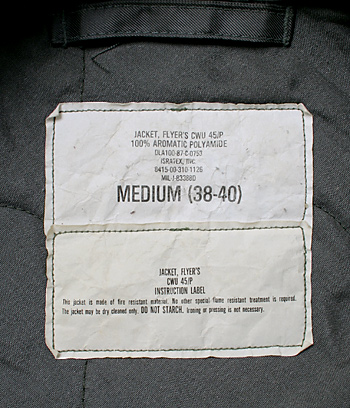 JACKET, FLYER'S CWU 45/P
100% AROMATIC POLYAMIDE
DLA100-87-C-0753
ISRATEX, INC.
8415-00-310-1126
MIL-J-83388D
MEDIUM (38-40)
JACKET, FLYER'S
CWU 45/P
INSTRUCTION LABEL
This jacket is made of fire resistant material. No other special flame resistant treatment is required.
The jacket may be dry cleaned only. DO NOT STARCH. Ironing or pressing is not necessary.